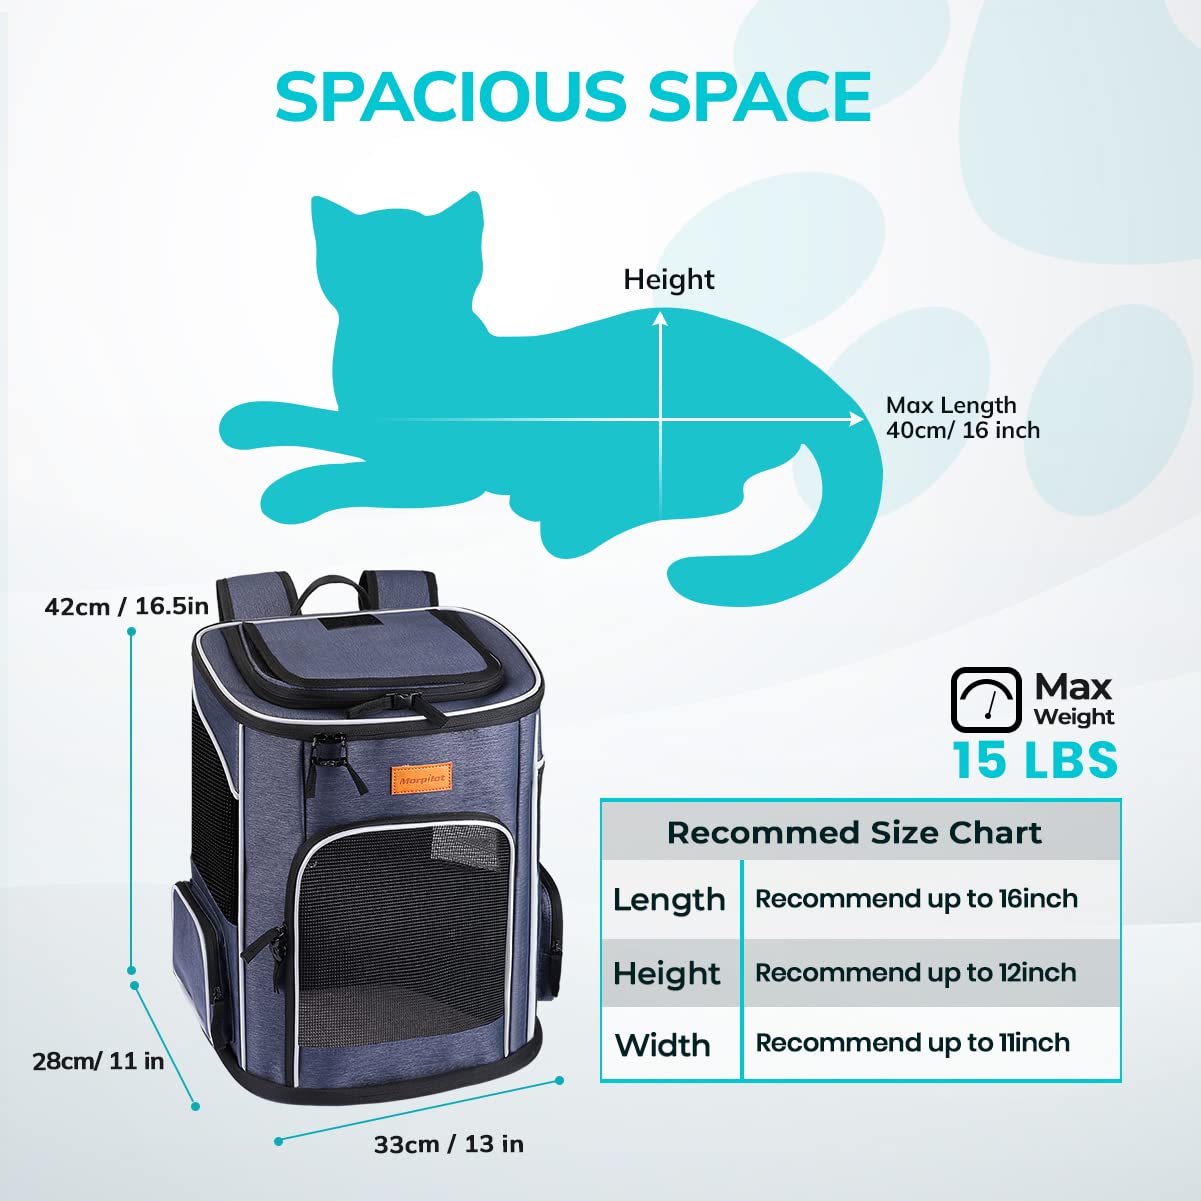 SPACIOUS SPACE
Height
Max Length
40cm/ 16 inch
42cm / 16.5in
Morpilot
28cm/ 11 in
33cm / 13 in
Max
Weight
15 LBS
Recommed Size Chart
Length Recommend up to 16inch
Height Recommend up to 12inch
Width Recommend up to 11inch